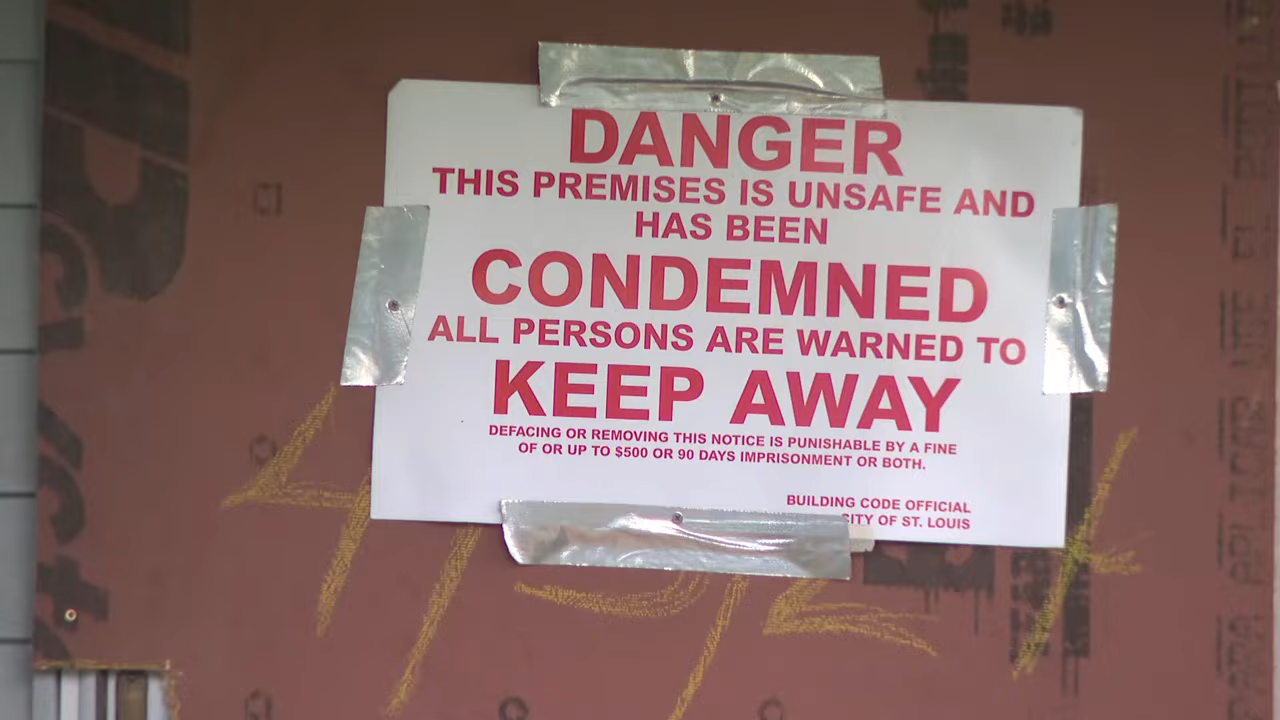 DANGER
THIS PREMISES IS UNSAFE AND
HAS BEEN
CONDEMNED
ALL PERSONS ARE WARNED TO
KEEP AWAY
DEFACING OR REMOVING THIS NOTICE IS PUNISHABLE BY A FINE
OF OR UP TO $500 OR 90 DAYS IMPRISONMENT OR BOTH.
BUILDING CODE OFFICIAL
CITY OF ST. LOUIS